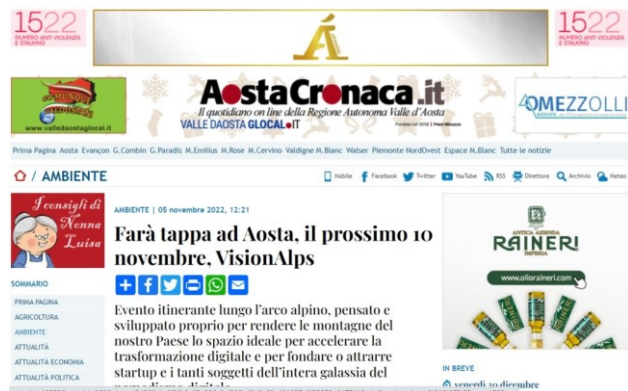 1522
NUMERO ANTI VIOLENZA
E STALKING
Á
1522
NUMERO ANTI VIOLENZA
E STALKING
www.valledaostaglocal.it
AostaCronaca.it
Il quotidiano on line della Regione Autonoma Valle d'Aosta
VALLE DAOSTA GLOCAL.IT
OMEZZOLLI
Prima Pagina Aosta Evançon G.Combin G.Paradis M.Emilius M.Rose M.Cervino Valdigne M.Blanc Walser Piemonte NordOvest Espace M.Blanc Tutte le notizie
/ AMBIENTE
Mobile Facebook Twitter YouTube RSS Direttore Archivio Meteo
I consigli di
Nonna
Luisa
AMBIENTE | 05 novembre 2022, 12:21
Farà tappa ad Aosta, il prossimo 10
novembre, VisionAlps
Evento itinerante lungo l'arco alpino, pensato e
sviluppato proprio per rendere le montagne del
nostro Paese lo spazio ideale per accelerare la
trasformazione digitale e per fondare o attrarre
startup e i tanti soggetti dell'intera galassia del
nomadismo digitale
SOMMARIO
PRIMA PAGINA
AGRICOLTURA
AMBIENTE
ATTUALITÀ
ATTUALITÀ ECONOMIA
ATTUALITÀ POLITICA
ANTICA AZIENDA
RAINERI
IMPERIA
www.olioraineri.com
IN BREVE
venerdì 30 dicembre